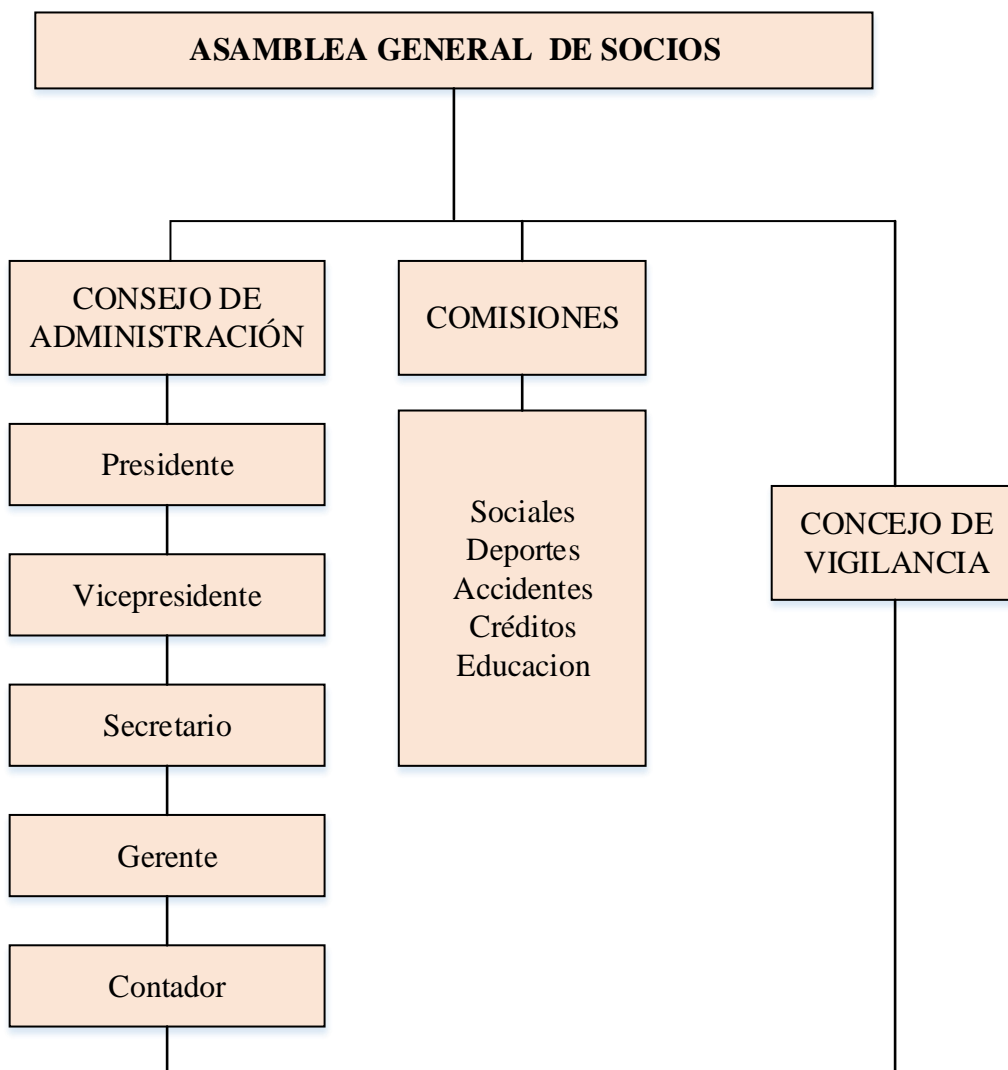 ASAMBLEA GENERAL DE SOCIOS
CONSEJO DE
ADMINISTRACIÓN
Presidente
Vicepresidente
Secretario
Gerente
Contador
COMISIONES
Sociales
Deportes
Accidentes
Créditos
Educacion
CONCEJO DE
VIGILANCIA